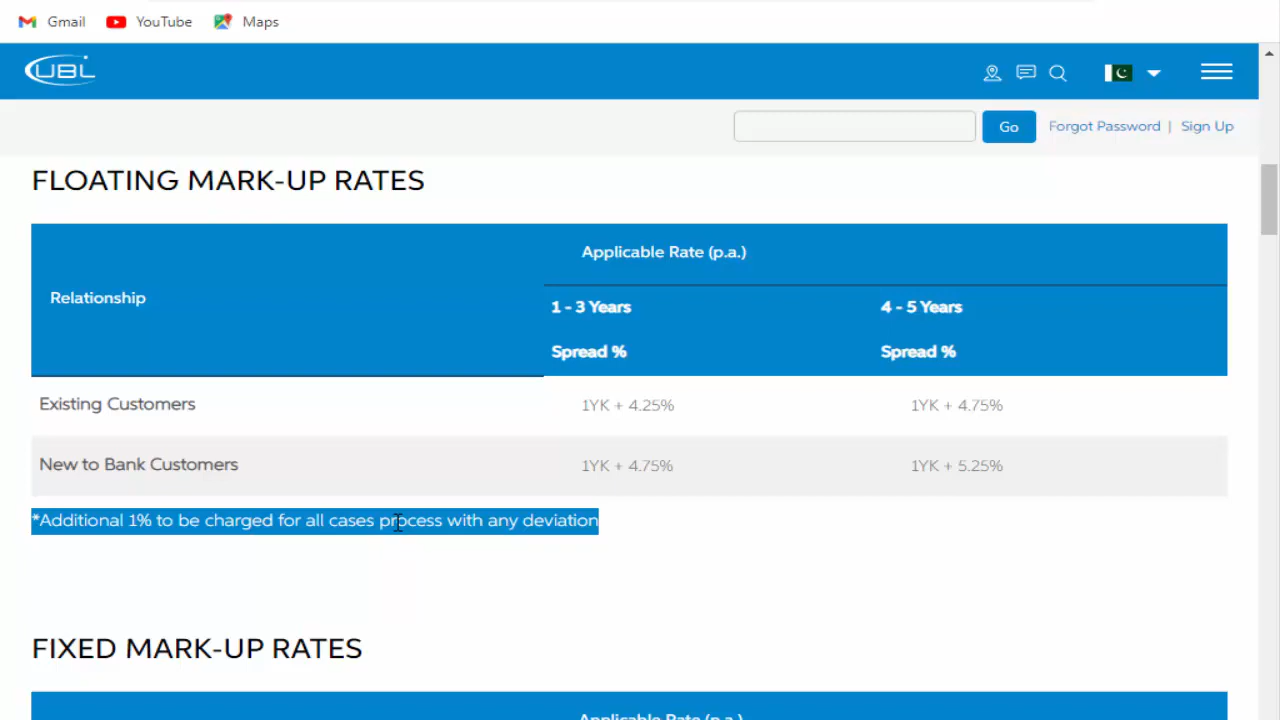 Gmail YouTube Maps
UBL
Go Forgot Password | Sign Up
FLOATING MARK-UP RATES
Applicable Rate (p.a.)
Relationship
1 - 3 Years 4 - 5 Years
Spread % Spread %
Existing Customers 1YK + 4.25% 1YK + 4.75%
New to Bank Customers 1YK + 4.75% 1YK + 5.25%
*Additional 1% to be charged for all cases process with any deviation
FIXED MARK-UP RATES
Applicable Rate (p.a.)